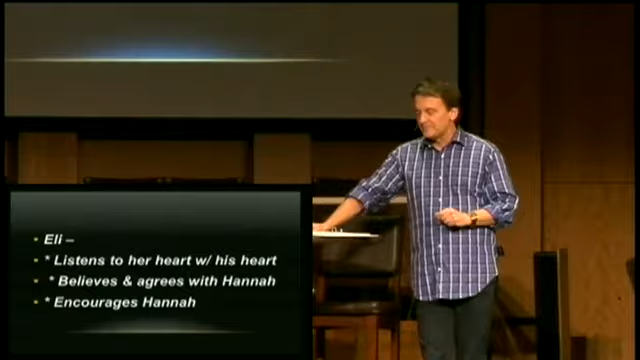 • Eli –
• * Listens to her heart w/ his heart
• * Believes & agrees with Hannah
• * Encourages Hannah